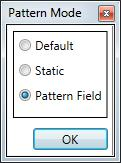 Pattern Mode
Default
Static
Pattern Field
OK